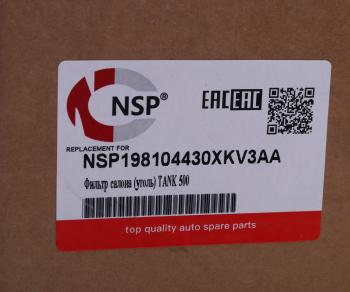 NSP®
EAC EAC
REPLACEMENT FOR
NSP198104430XKV3AA
Фильтр салона (уголь) TANK 500
top quality auto spare parts